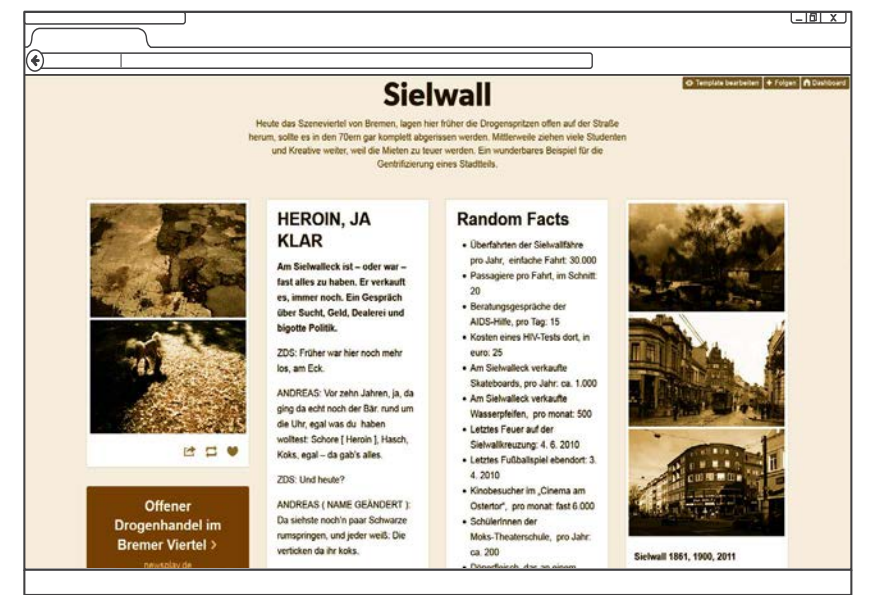 X
Template bearbeiten
Folgen
Dashboard
Sielwall
Heute das Szeneviertel von Bremen, lagen hier früher die Drogenspritzen offen auf der Straße
herum, sollte es in den 70ern gar komplett abgerissen werden. Mittlerweile ziehen viele Studenten
und Kreative weiter, weil die Mieten zu teuer werden. Ein wunderbares Beispiel für die
Gentrifizierung eines Stadtteils.
Offener
Drogenhandel im
Bremer Viertel >
newsplay.de
HEROIN, JA
KLAR
Am Sielwalleck ist – oder war –
fast alles zu haben. Er verkauft
es, immer noch. Ein Gespräch
über Sucht, Geld, Dealerei und
bigotte Politik.
ZDS: Früher war hier noch mehr
los, am Eck.
ANDREAS: Vor zehn Jahren, ja, da
ging da echt noch der Bär. rund um
die Uhr, egal was du haben
wolltest: Schore [ Heroin ], Hasch,
Koks, egal – da gab's alles.
ZDS: Und heute?
ANDREAS ( NAME GEÄNDERT ):
Da siehste noch'n paar Schwarze
rumspringen, und jeder weiß: Die
verticken da ihr koks.
Random Facts
• Überfahrten der Sielwallfähre
pro Jahr, einfache Fahrt: 30.000
• Passagiere pro Fahrt, im Schnitt:
20
• Beratungsgespräche der
AIDS-Hilfe, pro Tag: 15
• Kosten eines HIV-Tests dort, in
euro: 25
• Am Sielwalleck verkaufte
Skateboards, pro Jahr: ca. 1.000
• Am Sielwalleck verkaufte
Wasserpfeifen, pro monat: 500
• Letztes Feuer auf der
Sielwallkreuzung: 4. 6. 2010
• Letztes Fußballspiel ebendort: 3.
4. 2010
• Kinobesucher im „Cinema am
Ostertor“, pro monat: fast 6.000
• SchülerInnen der
Moks-Theaterschule, pro Jahr:
ca. 200
• Dönerfleisch, das an einem
Sielwall 1861, 1900, 2011